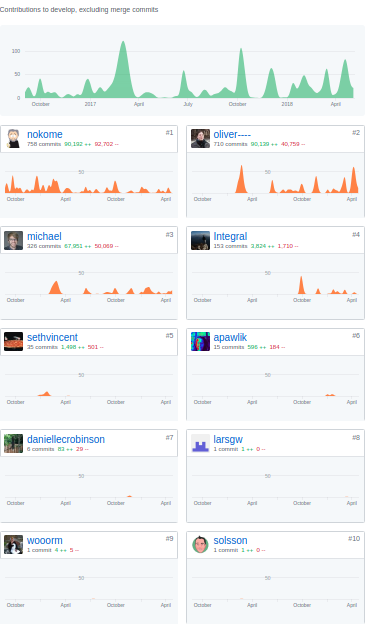 Contributions to develop, excluding merge commits
100
50
0
October 2017 April July October 2018 April
nokome #1
758 commits 90,192 ++ 92,702 --
50
October April October April
oliver---- #2
710 commits 90,139 ++ 40,759 --
50
October April October April
michael #3
326 commits 67,951 ++ 50,069 --
50
October April October April
Integral #4
153 commits 3,824 ++ 1,710 --
50
October April October April
sethvincent #5
35 commits 1,498 ++ 501 --
50
October April October April
apawlik #6
15 commits 598 ++ 184 --
50
October April October April
daniellecrobinson #7
6 commits 83 ++ 29 --
50
October April October April
larsgw #8
1 commit 1 ++ 0 --
50
October April October April
wooorm #9
1 commit 4 ++ 5 --
50
October April October April
solsson #10
1 commit 1 ++ 0 --
50
October April October April